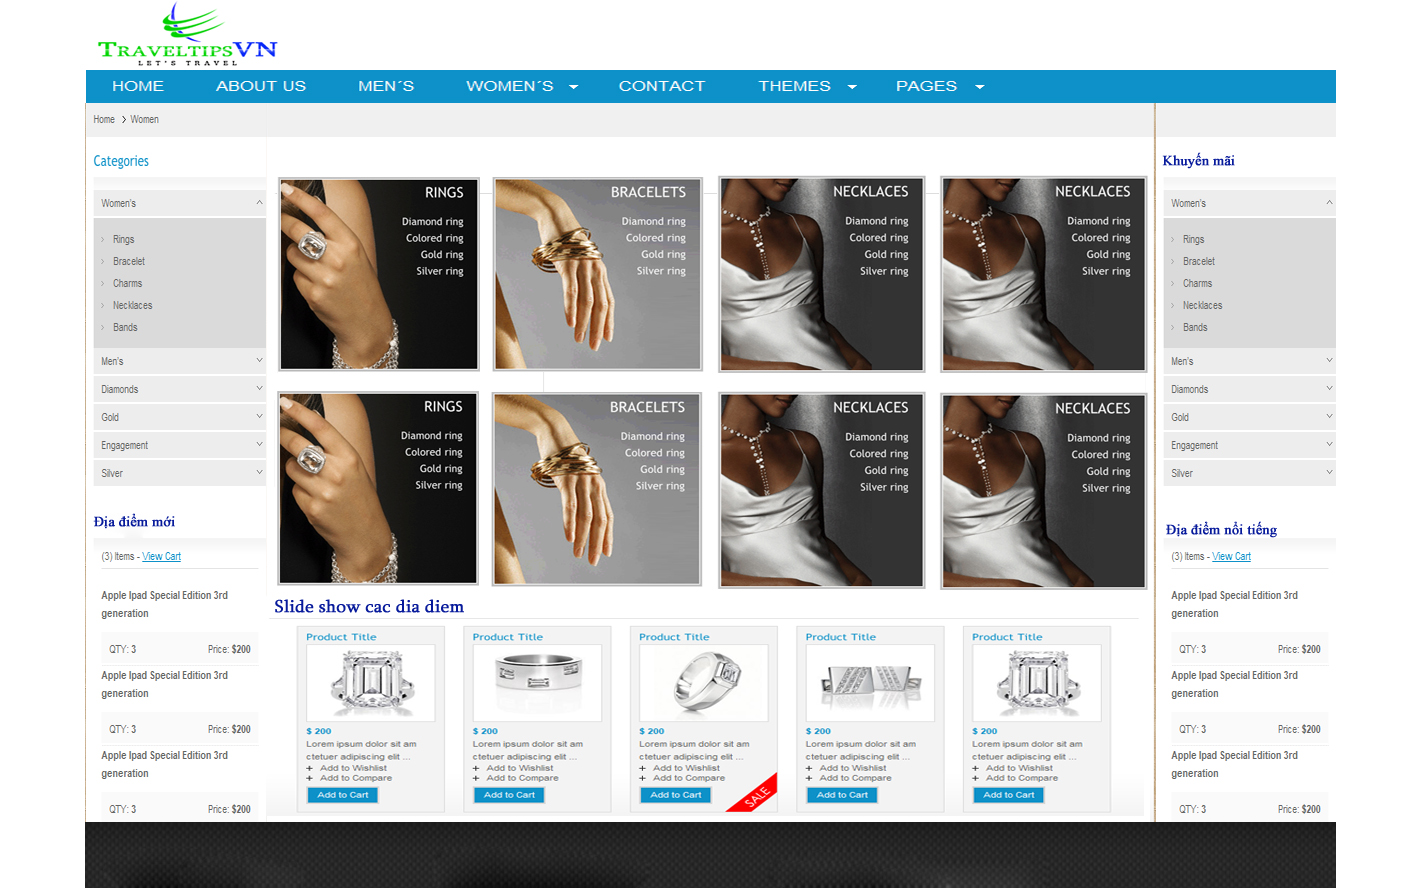 TRAVELTIPSVN
LET'S TRAVEL
HOME ABOUT US MEN´S WOMEN´S CONTACT THEMES PAGES
Home > Women
Categories
Women's
Rings
Bracelet
Charms
Necklaces
Bands
Men's
Diamonds
Gold
Engagement
Silver
Địa điểm mới
(3) Items - View Cart
Apple Ipad Special Edition 3rd
generation
QTY: 3 Price: $200
Apple Ipad Special Edition 3rd
generation
QTY: 3 Price: $200
Apple Ipad Special Edition 3rd
generation
QTY: 3 Price: $200
RINGS
Diamond ring
Colored ring
Gold ring
Silver ring
BRACELETS
Diamond ring
Colored ring
Gold ring
Silver ring
NECKLACES
Diamond ring
Colored ring
Gold ring
Silver ring
NECKLACES
Diamond ring
Colored ring
Gold ring
Silver ring
RINGS
Diamond ring
Colored ring
Gold ring
Silver ring
BRACELETS
Diamond ring
Colored ring
Gold ring
Silver ring
NECKLACES
Diamond ring
Colored ring
Gold ring
Silver ring
NECKLACES
Diamond ring
Colored ring
Gold ring
Silver ring
Slide show cac dia diem
Product Title
$ 200
Lorem ipsum dolor sit am
ctetuer adipiscing elit ...
+ Add to Wishlist
+ Add to Compare
Add to Cart
Product Title
$ 200
Lorem ipsum dolor sit am
ctetuer adipiscing elit ...
+ Add to Wishlist
+ Add to Compare
Add to Cart
Product Title
$ 200
Lorem ipsum dolor sit am
ctetuer adipiscing elit ...
+ Add to Wishlist
+ Add to Compare
Add to Cart
SALE
Product Title
$ 200
Lorem ipsum dolor sit am
ctetuer adipiscing elit ...
+ Add to Wishlist
+ Add to Compare
Add to Cart
Product Title
$ 200
Lorem ipsum dolor sit am
ctetuer adipiscing elit ...
+ Add to Wishlist
+ Add to Compare
Add to Cart
Khuyến mãi
Women's
Rings
Bracelet
Charms
Necklaces
Bands
Men's
Diamonds
Gold
Engagement
Silver
Địa điểm nổi tiếng
(3) Items - View Cart
Apple Ipad Special Edition 3rd
generation
QTY: 3 Price: $200
Apple Ipad Special Edition 3rd
generation
QTY: 3 Price: $200
Apple Ipad Special Edition 3rd
generation
QTY: 3 Price: $200